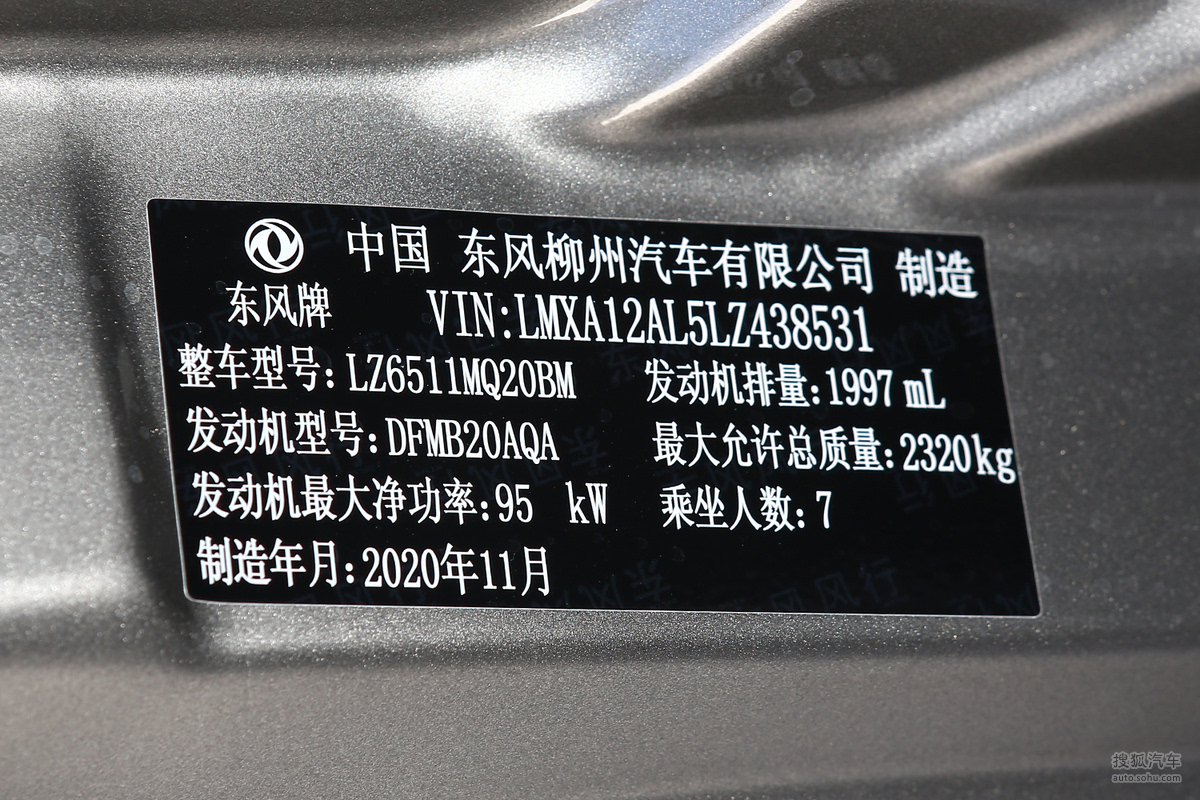 中国 东风柳州汽车有限公司 制造
东风牌 VIN:LMXA12AL5LZ438531
整车型号:LZ6511MQ20BM 发动机排量:1997 mL
发动机型号:DFMB20AQA 最大允许总质量:2320kg
发动机最大净功率:95 kW 乘坐人数:7
制造年月:2020年11月
搜狐汽车
auto.sohu.com